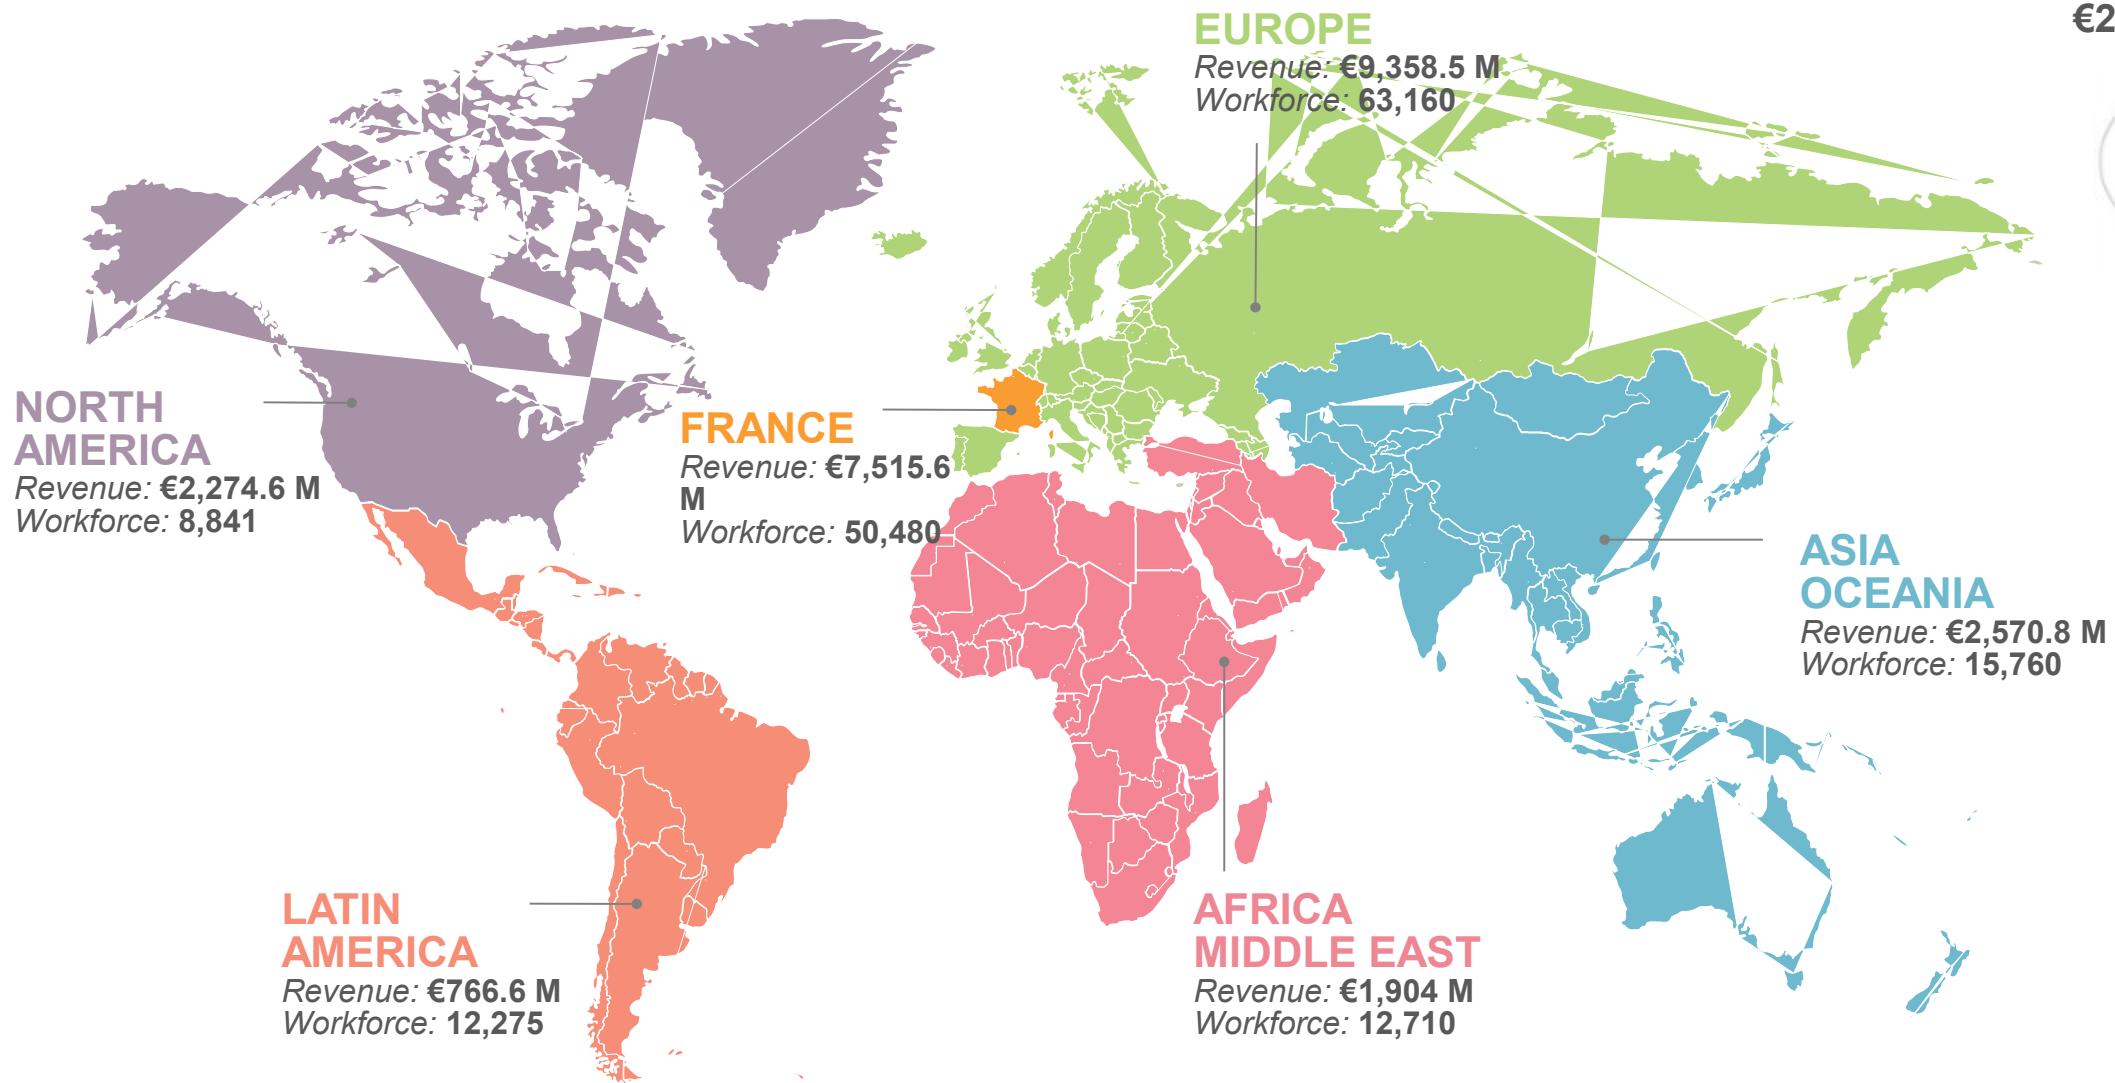 €2
EUROPE
Revenue: €9,358.5 M
Workforce: 63,160
NORTH
AMERICA
Revenue: €2,274.6 M
Workforce: 8,841
FRANCE
Revenue: €7,515.6
M
Workforce: 50,480
ASIA
OCEANIA
Revenue: €2,570.8 M
Workforce: 15,760
LATIN
AMERICA
Revenue: €766.6 M
Workforce: 12,275
AFRICA
MIDDLE EAST
Revenue: €1,904 M
Workforce: 12,710